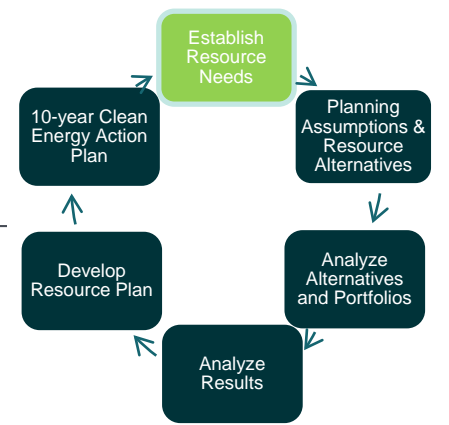 Establish
Resource
Needs
Planning
Assumptions &
Resource
Alternatives
Analyze
Alternatives
and Portfolios
Analyze
Results
Develop
Resource Plan
10-year Clean
Energy Action
Plan